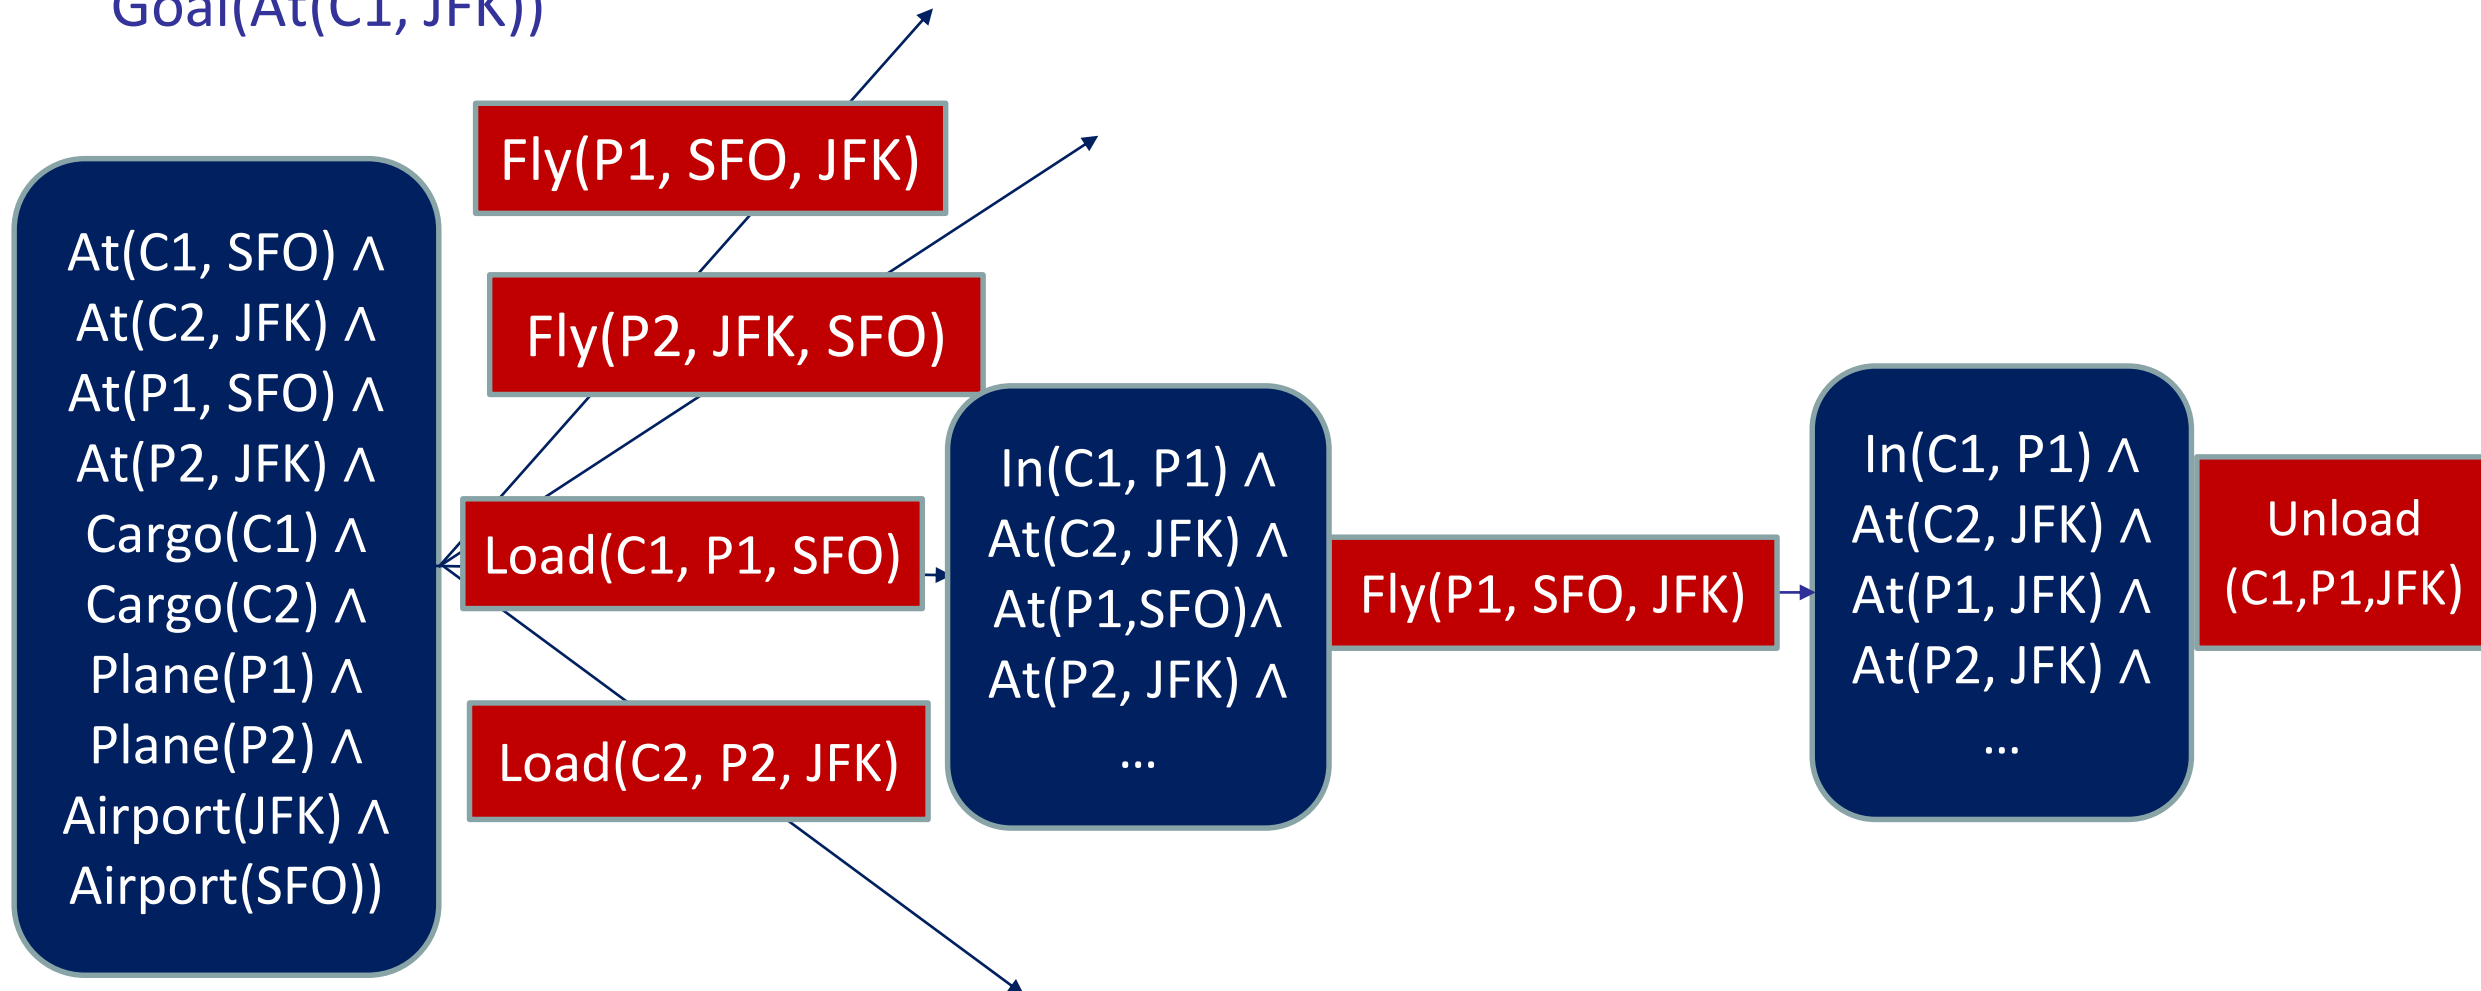 Goal(At(C1, JFK))
At(C1, SFO) ∧
At(C2, JFK) ∧
At(P1, SFO) ∧
At(P2, JFK) ∧
Cargo(C1) ∧
Cargo(C2) ∧
Plane(P1) ∧
Plane(P2) ∧
Airport(JFK) ∧
Airport(SFO))
Fly(P1, SFO, JFK)
Fly(P2, JFK, SFO)
Load(C1, P1, SFO)
Load(C2, P2, JFK)
In(C1, P1) ∧
At(C2, JFK) ∧
At(P1,SFO)∧
At(P2, JFK) ∧
...
Fly(P1, SFO, JFK)
In(C1, P1) ∧
At(C2, JFK) ∧
At(P1, JFK) ∧
At(P2, JFK) ∧
...
Unload
(C1,P1,JFK)